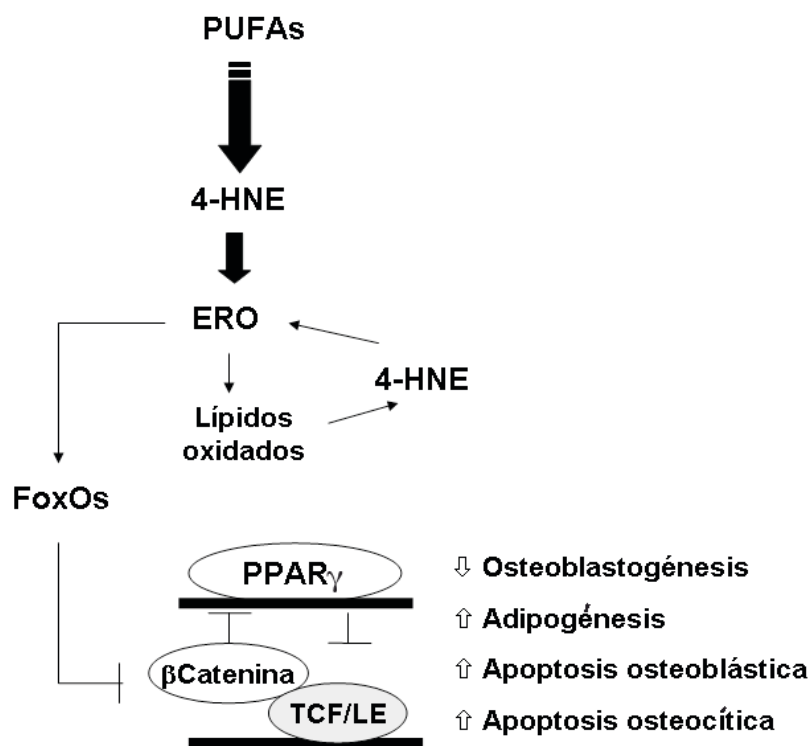 PUFAs
4-HNE
ERO
4-HNE
Lípidos
oxidados
FoxOs
PPARγ
βCatenina
TCF/LE
⇩ Osteoblastogénesis
⇧ Adipogénesis
⇧ Apoptosis osteoblástica
⇧ Apoptosis osteocítica